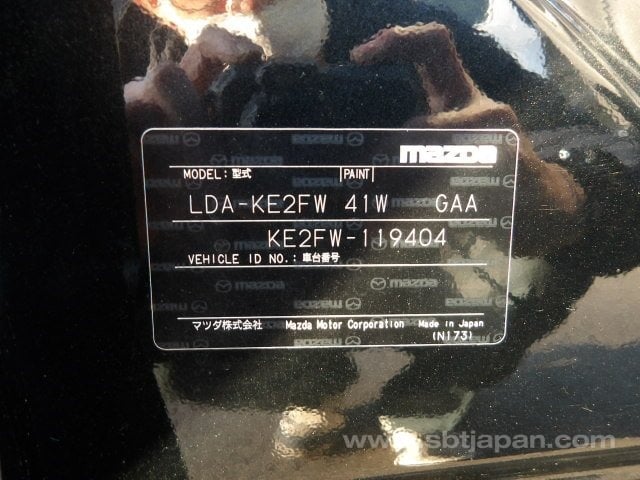 mazda
MODEL:型式 PAINT
LDA-KE2FW 41W GAA
KE2FW-119404
VEHICLE ID NO.:車台番号
マツダ株式会社 Mazda Motor Corporation Made in Japan
(N173)
www.sbtjapan.com